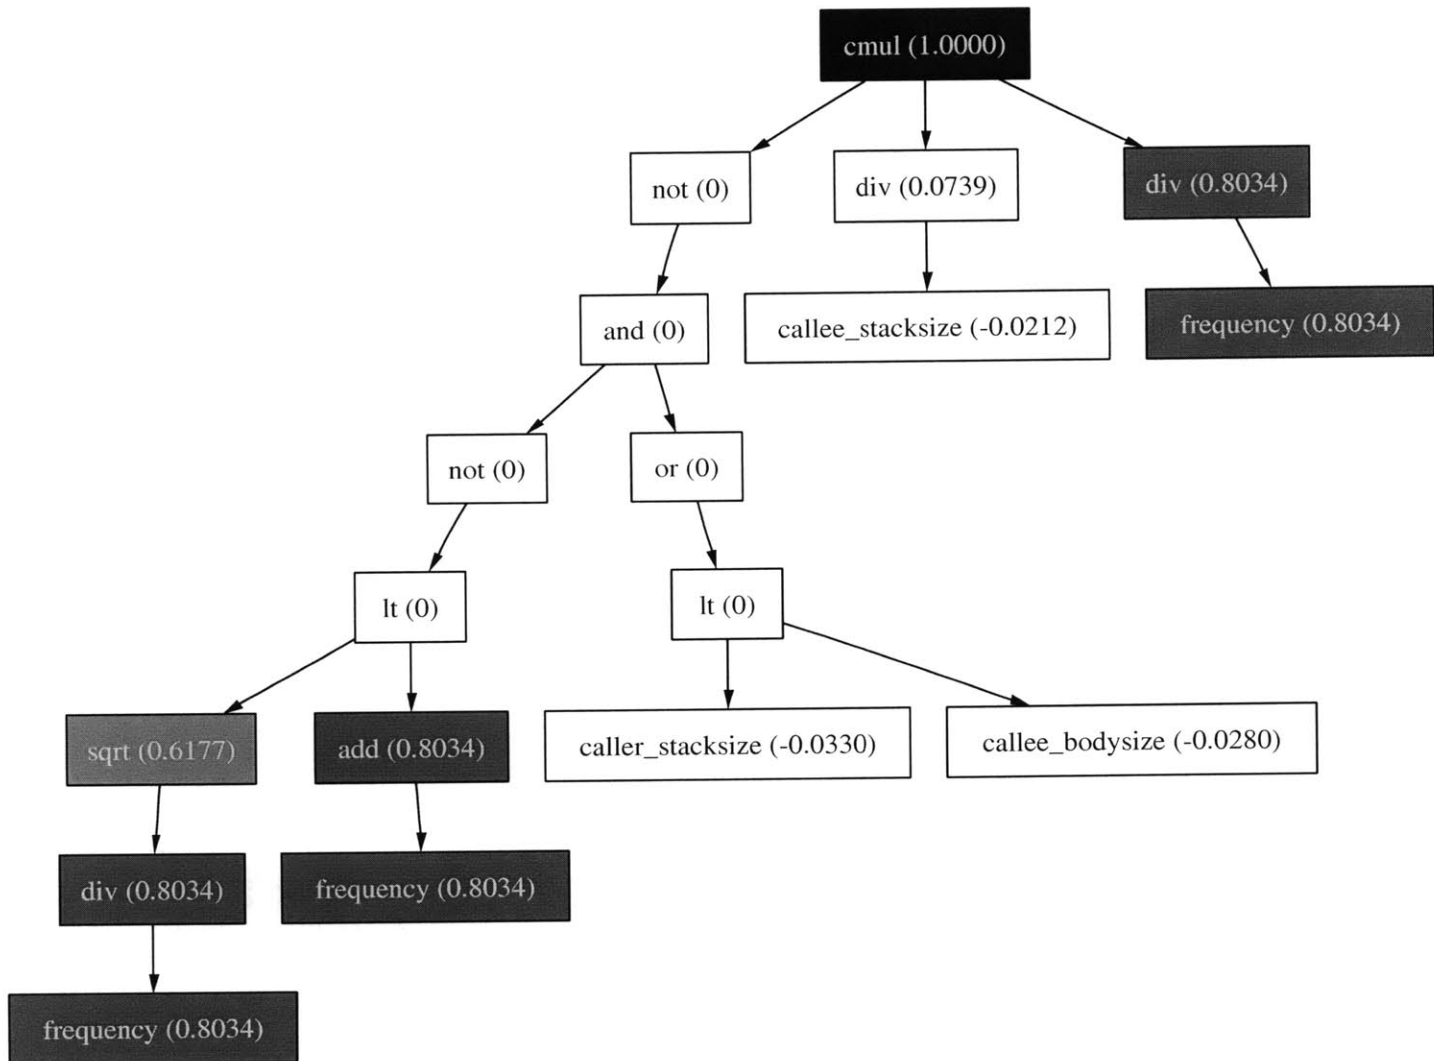 cmul (1.0000)
not (0)
div (0.0739)
div (0.8034)
and (0)
callee_stacksize (-0.0212)
frequency (0.8034)
not (0)
or (0)
lt (0)
lt (0)
sqrt (0.6177)
add (0.8034)
caller_stacksize (-0.0330)
callee_bodysize (-0.0280)
div (0.8034)
frequency (0.8034)
frequency (0.8034)